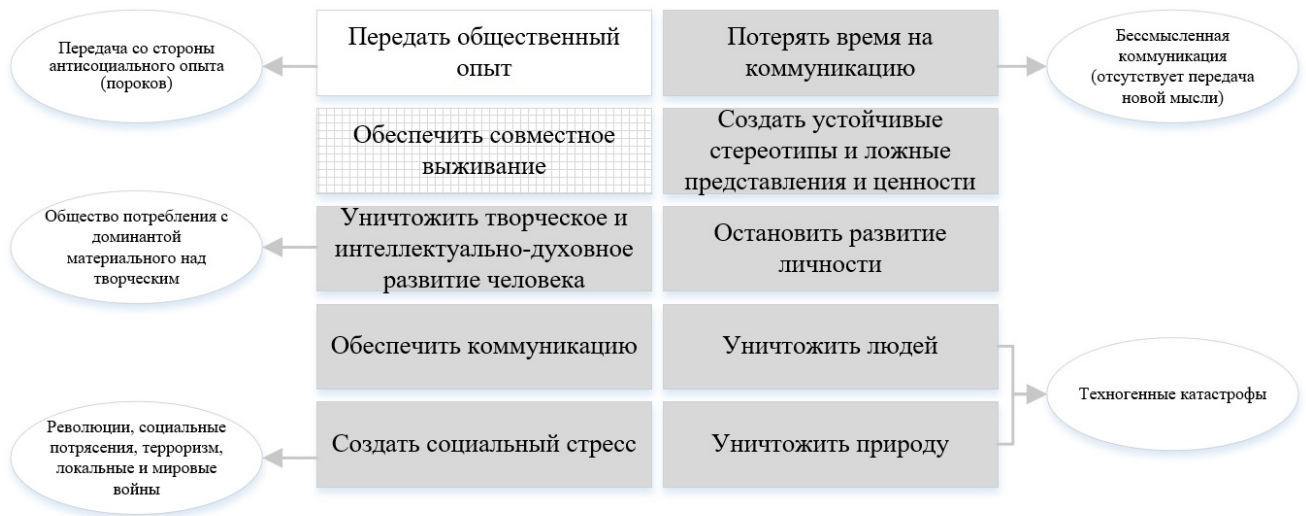 Передача со стороны
антисоциального опыта
(пороков)
Передать общественный
опыт
Потерять время на
коммуникацию
Бессмысленная
коммуникация
(отсутствует передача
новой мысли)
Обеспечить совместное
выживание
Создать устойчивые
стереотипы и ложные
представления и ценности
Общество потребления с
доминантой
материального над
творческим
Уничтожить творческое и
интеллектуально-духовное
развитие человека
Остановить развитие
личности
Обеспечить коммуникацию
Уничтожить людей
Техногенные катастрофы
Революции, социальные
потрясения, терроризм,
локальные и мировые
войны
Создать социальный стресс
Уничтожить природу